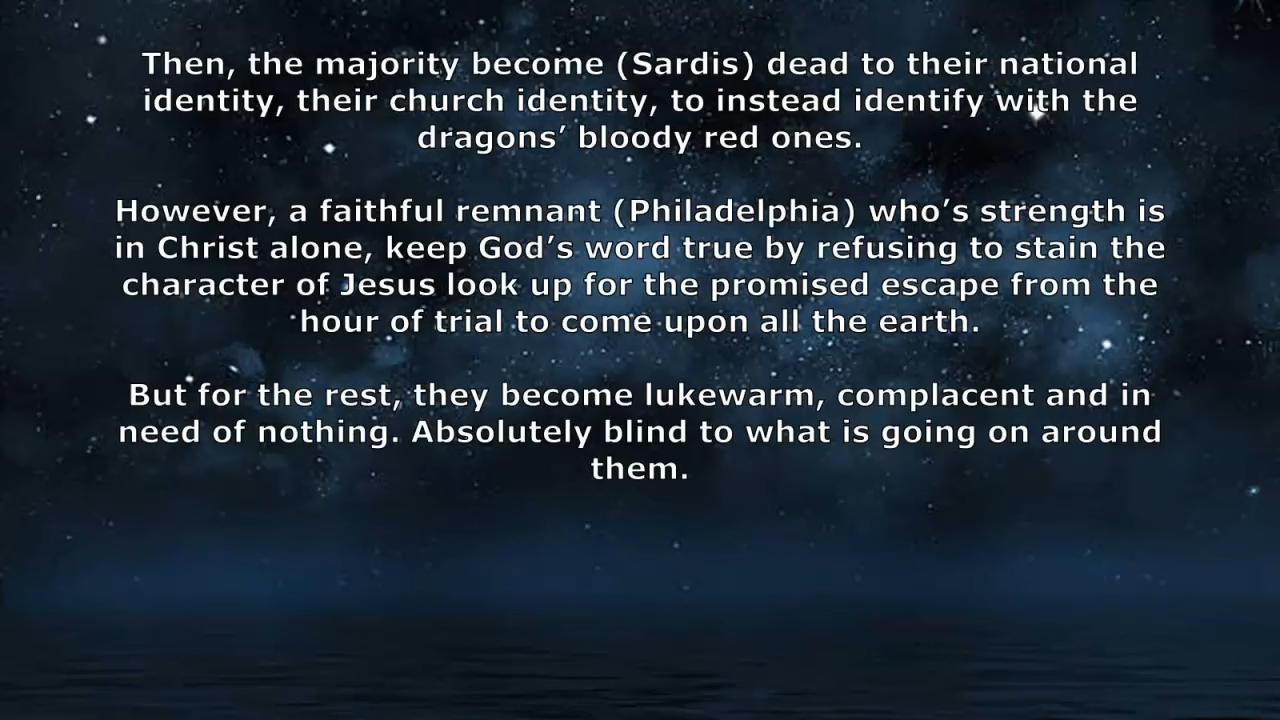 Then, the majority become (Sardis) dead to their national
identity, their church identity, to instead identify with the
dragons’ bloody red ones.
However, a faithful remnant (Philadelphia) who’s strength is
in Christ alone, keep God’s word true by refusing to stain the
character of Jesus look up for the promised escape from the
hour of trial to come upon all the earth.
But for the rest, they become lukewarm, complacent and in
need of nothing. Absolutely blind to what is going on around
them.